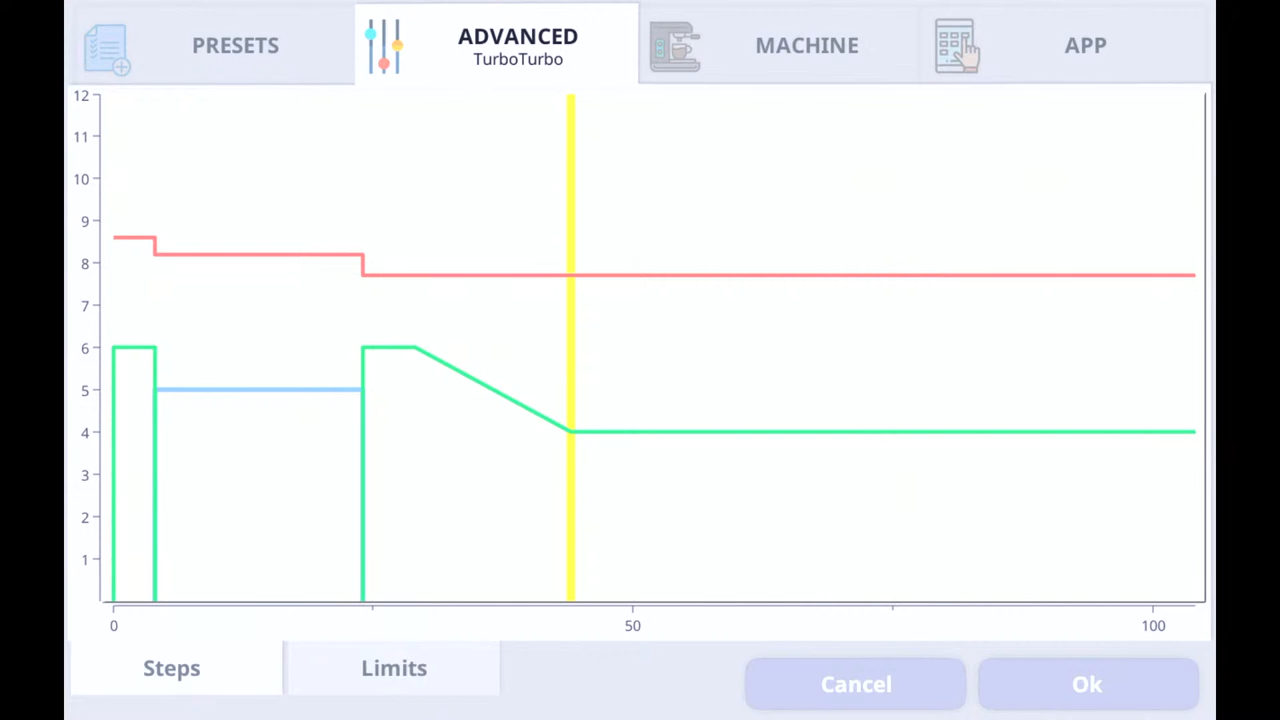 PRESETS
ADVANCED
TurboTurbo
MACHINE
APP
12
11
10
9
8
7
6
5
4
3
2
1
0
50
100
Steps
Limits
Cancel
Ok